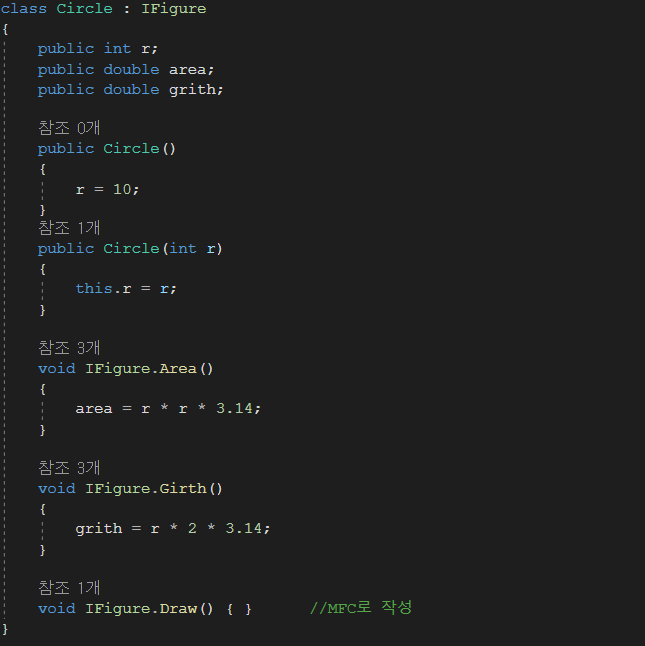 class Circle : IFigure
{
public int r;
public double area;
public double grith;
참조 0개
public Circle()
{
r = 10;
}
참조 1개
public Circle(int r)
{
this.r = r;
}
참조 3개
void IFigure.Area()
{
area = r * r * 3.14;
}
참조 3개
void IFigure.Girth()
{
grith = r * 2 * 3.14;
}
참조 1개
void IFigure.Draw() { } //MFC로 작성
}